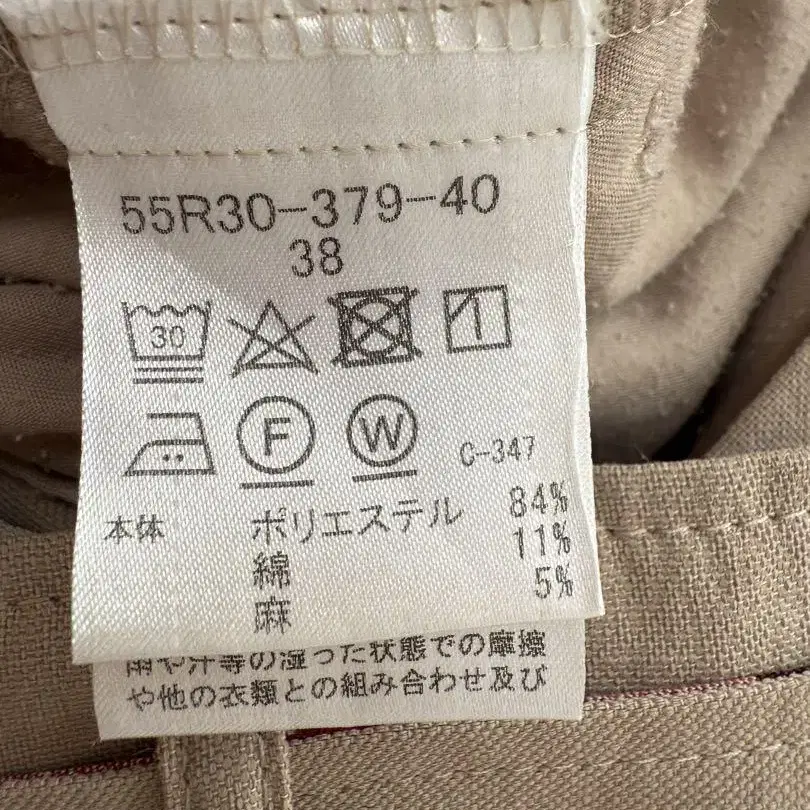 55R30-379-40
38
30
F W C-347
本体 ポリエステル 84%
綿 11%
麻 5%
雨や汗等の湿った状態での摩擦
や他の衣類との組み合わせ及び